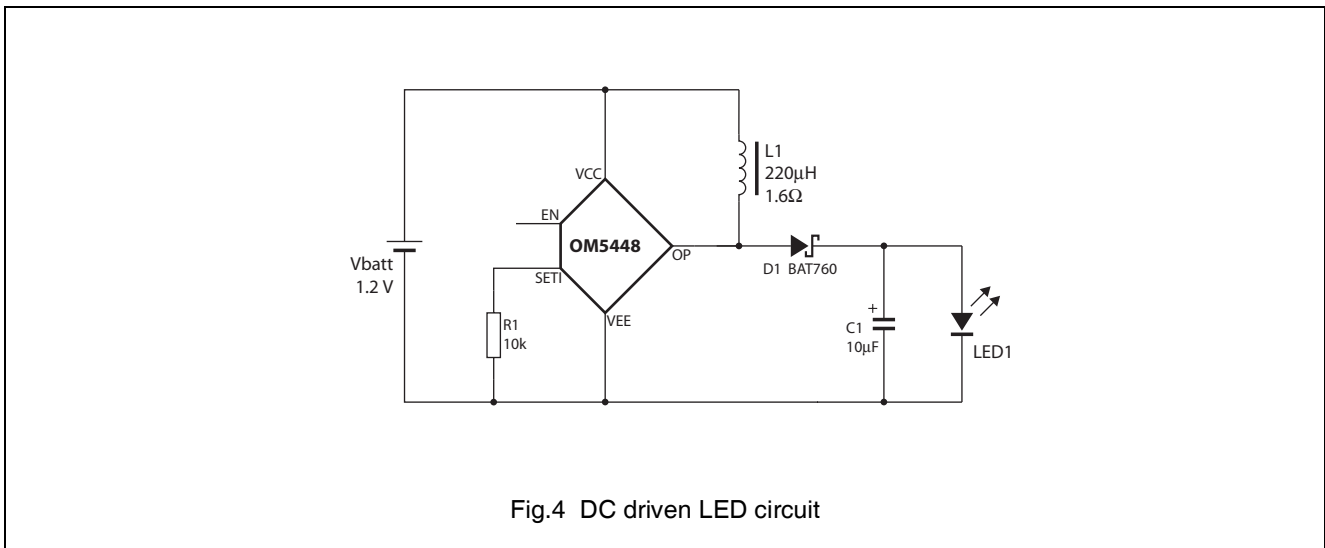 L1
220µH
1.6Ω
VCC
EN
OM5448
OP
D1 BAT760
SETI
Vbatt
1.2 V
R1
10k
VEE
+
C1
10µF
LED1
Fig.4 DC driven LED circuit